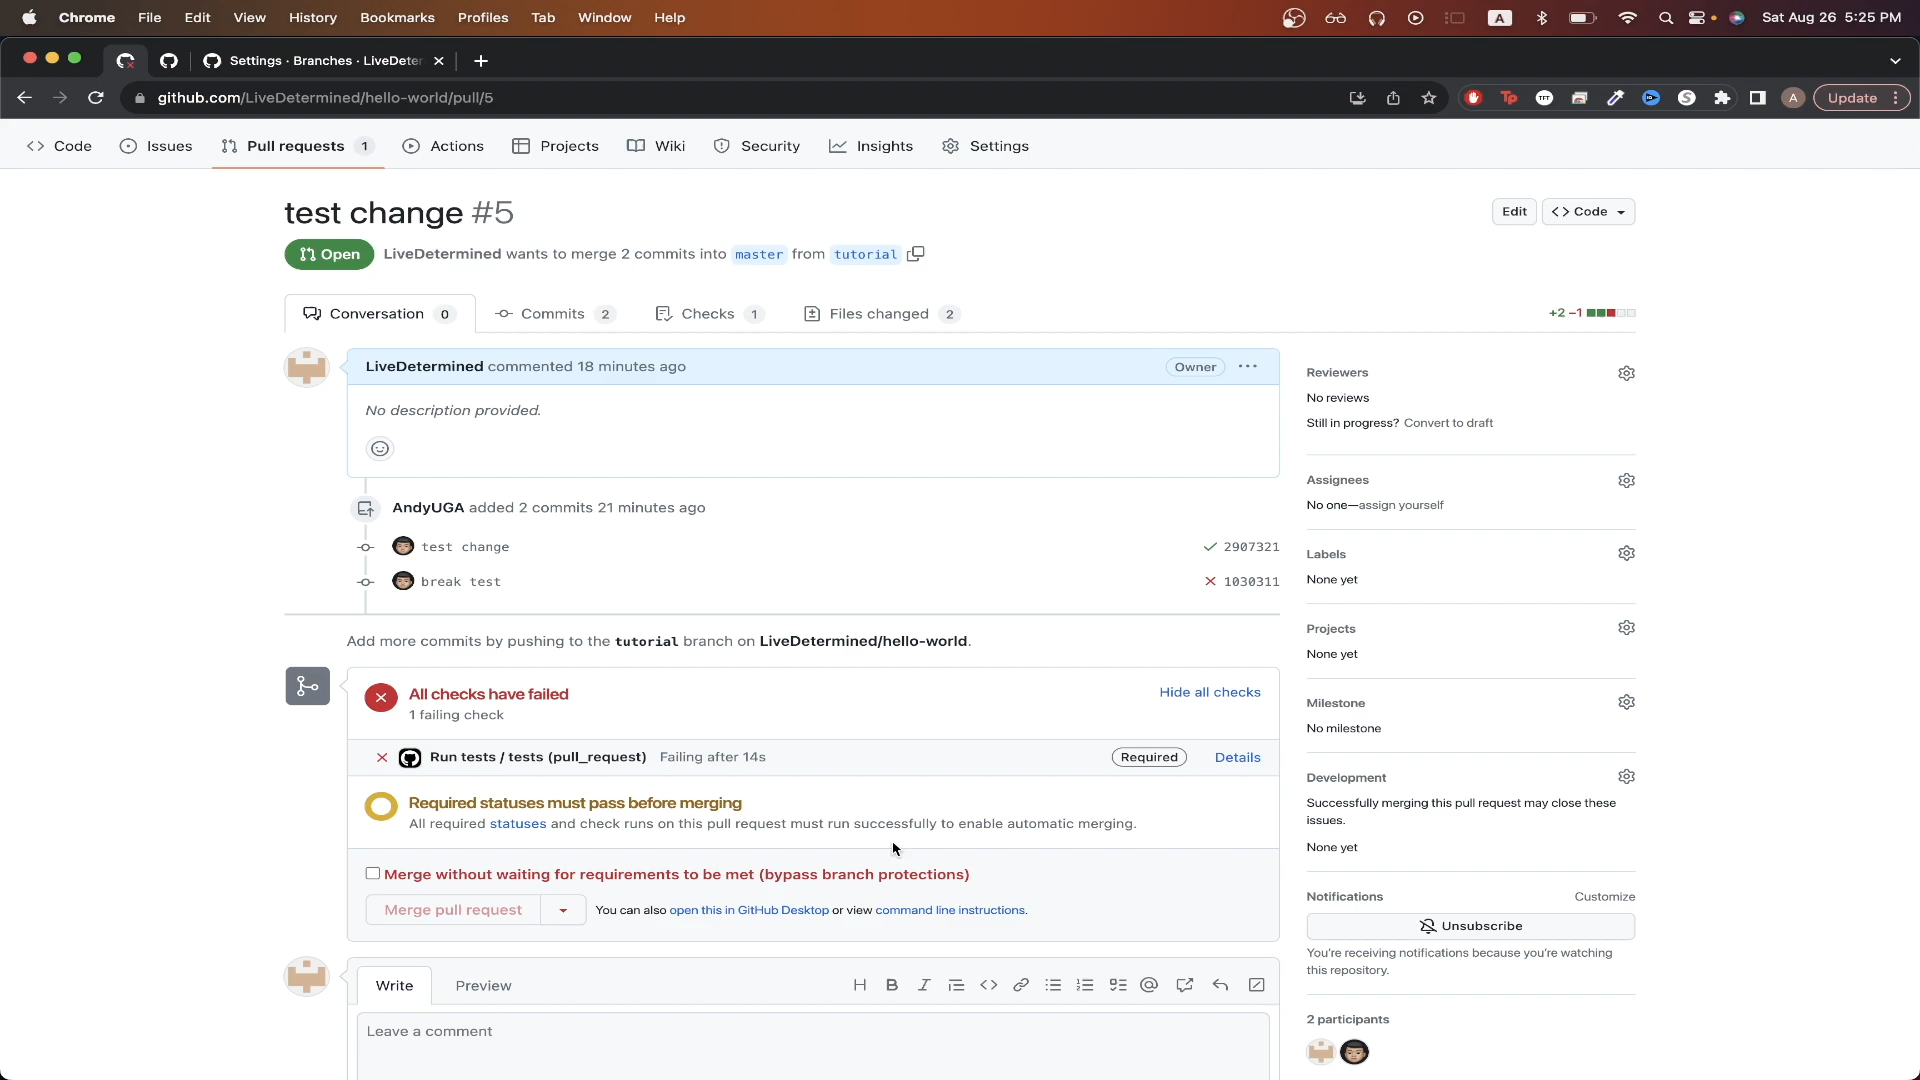 Chrome File Edit View History Bookmarks Profiles Tab Window Help A Sat Aug 26 5:25 PM
Settings · Branches · LiveDeter
github.com/LiveDetermined/hello-world/pull/5 Tp TFT S A Update
Code Issues Pull requests 1 Actions Projects Wiki Security Insights Settings
test change #5
Edit <> Code
Open LiveDetermined wants to merge 2 commits into master from tutorial
Conversation 0 Commits 2 Checks 1 Files changed 2 +2 −1
LiveDetermined commented 18 minutes ago Owner ...
No description provided.
AndyUGA added 2 commits 21 minutes ago
test change 2907321
break test 1030311
Add more commits by pushing to the tutorial branch on LiveDetermined/hello-world.
All checks have failed Hide all checks
1 failing check
Run tests / tests (pull_request) Failing after 14s Required Details
Required statuses must pass before merging
All required statuses and check runs on this pull request must run successfully to enable automatic merging.
Merge without waiting for requirements to be met (bypass branch protections)
Merge pull request You can also open this in GitHub Desktop or view command line instructions.
Write Preview H B I
Leave a comment
Reviewers
No reviews
Still in progress? Convert to draft
Assignees
No one—assign yourself
Labels
None yet
Projects
None yet
Milestone
No milestone
Development
Successfully merging this pull request may close these
issues.
None yet
Notifications Customize
Unsubscribe
You're receiving notifications because you're watching
this repository.
2 participants